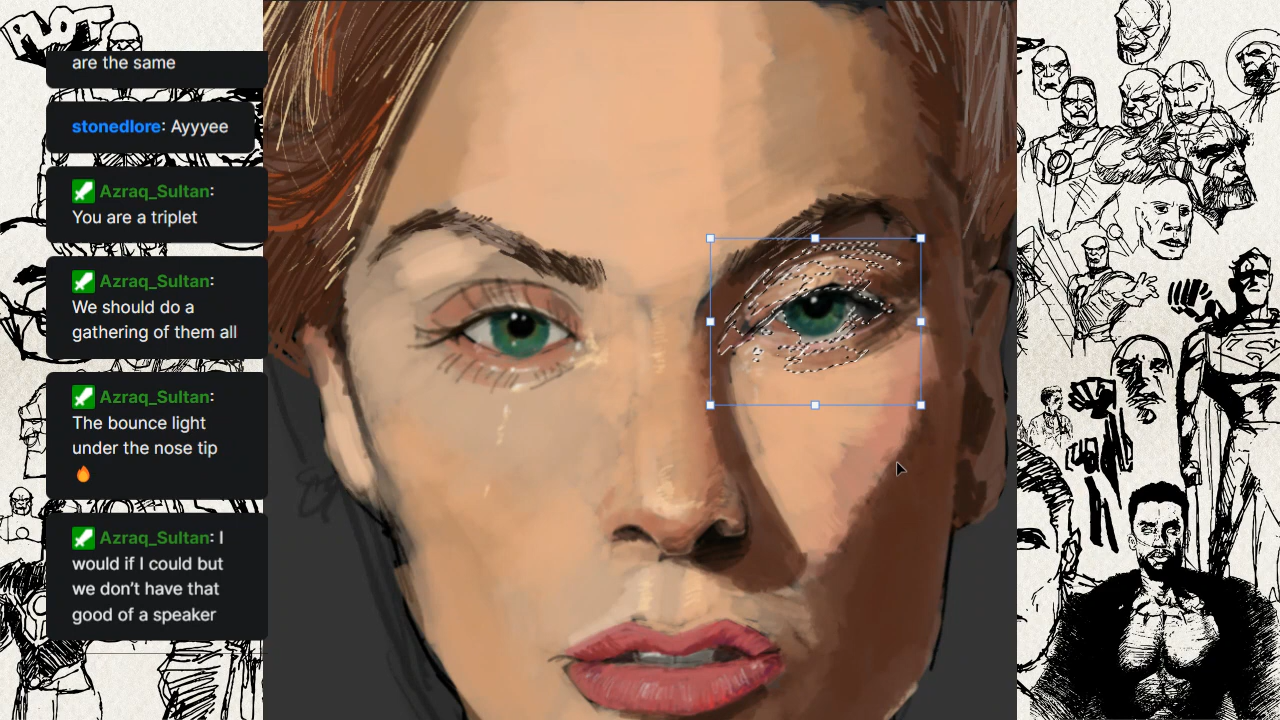 PLOT
are the same
stonedlore: Ayyyee
Azraq_Sultan:
You are a triplet
Azraq_Sultan:
We should do a
gathering of them all
Azraq_Sultan:
The bounce light
under the nose tip
🔥
Azraq_Sultan: I
would if I could but
we don’t have that
good of a speaker